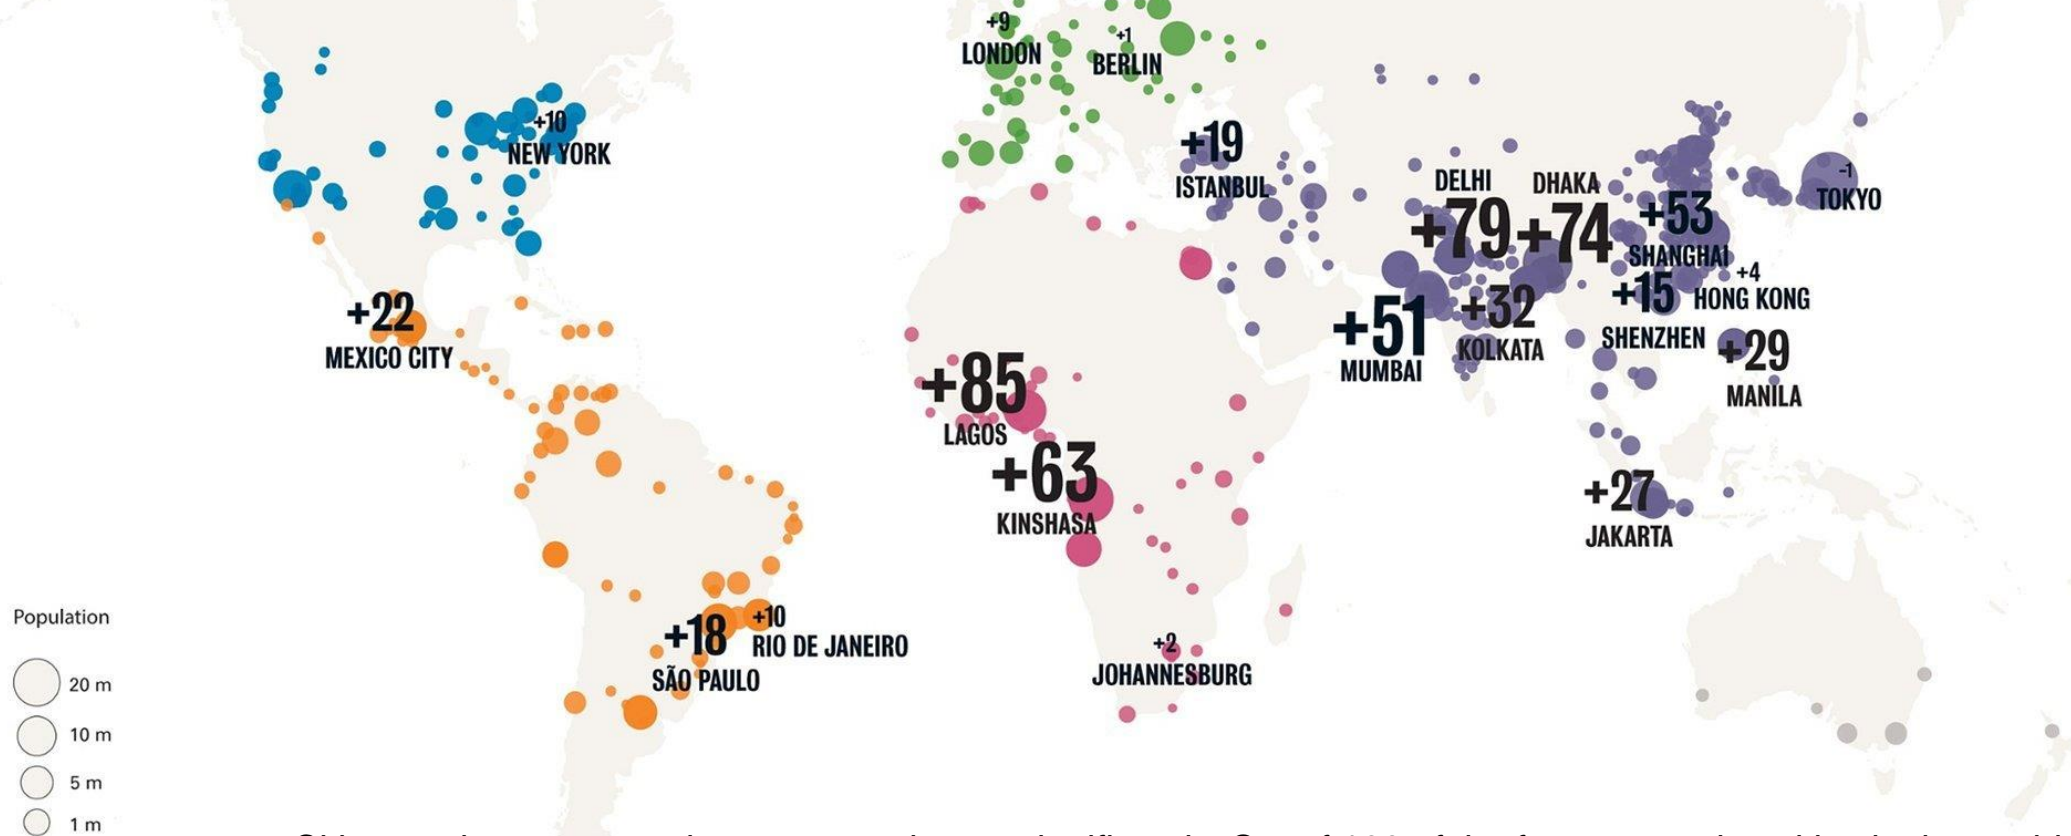 +9
LONDON
+1
BERLIN
+10
NEW YORK
+19
ISTANBUL
DELHI
+79
DHAKA
+74
-1
TOKYO
+53
SHANGHAI
+15
SHENZHEN
+4
HONG KONG
+22
MEXICO CITY
+51
MUMBAI
+32
KOLKATA
+29
MANILA
+85
LAGOS
+63
KINSHASA
+27
JAKARTA
+18
SÃO PAULO
+10
RIO DE JANEIRO
+2
JOHANNESBURG
Population
20 m
10 m
5 m
1 m